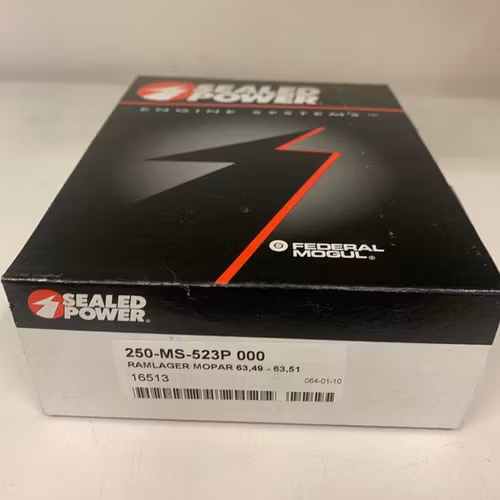 SEALED
POWER
ENGINE SYSTEMS™
FEDERAL
MOGUL®
SEALED
POWER®
250-MS-523P 000
RAMLAGER MOPAR 63,49 - 63,51
16513
064-01-10